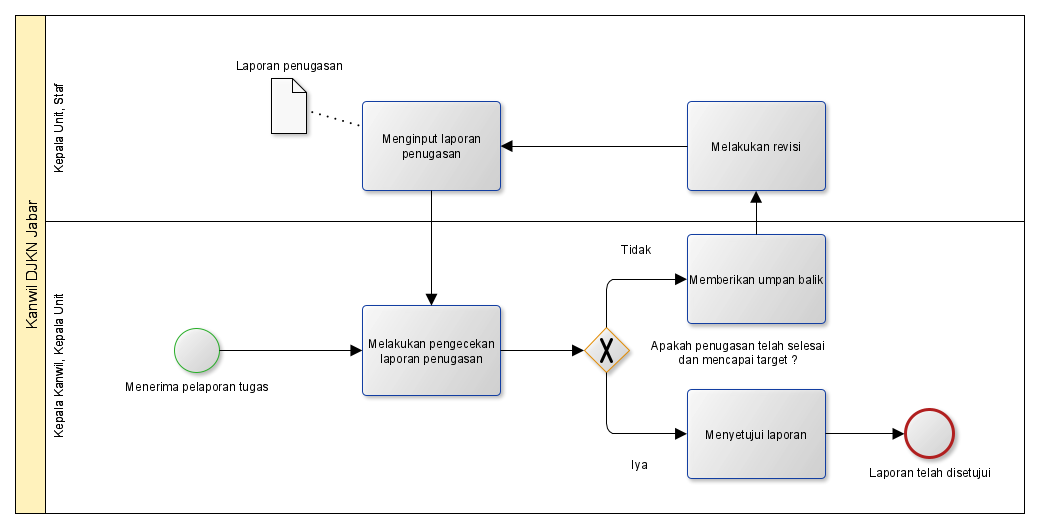 Kanwil DJKN Jabar
Kepala Unit, Staf
Laporan penugasan
Menginput laporan
penugasan
Melakukan revisi
Kepala Kanwil, Kepala Unit
Menerima pelaporan tugas
Melakukan pengecekan
laporan penugasan
X
Tidak
Memberikan umpan balik
Apakah penugasan telah selesai
dan mencapai target ?
Iya
Menyetujui laporan
Laporan telah disetujui